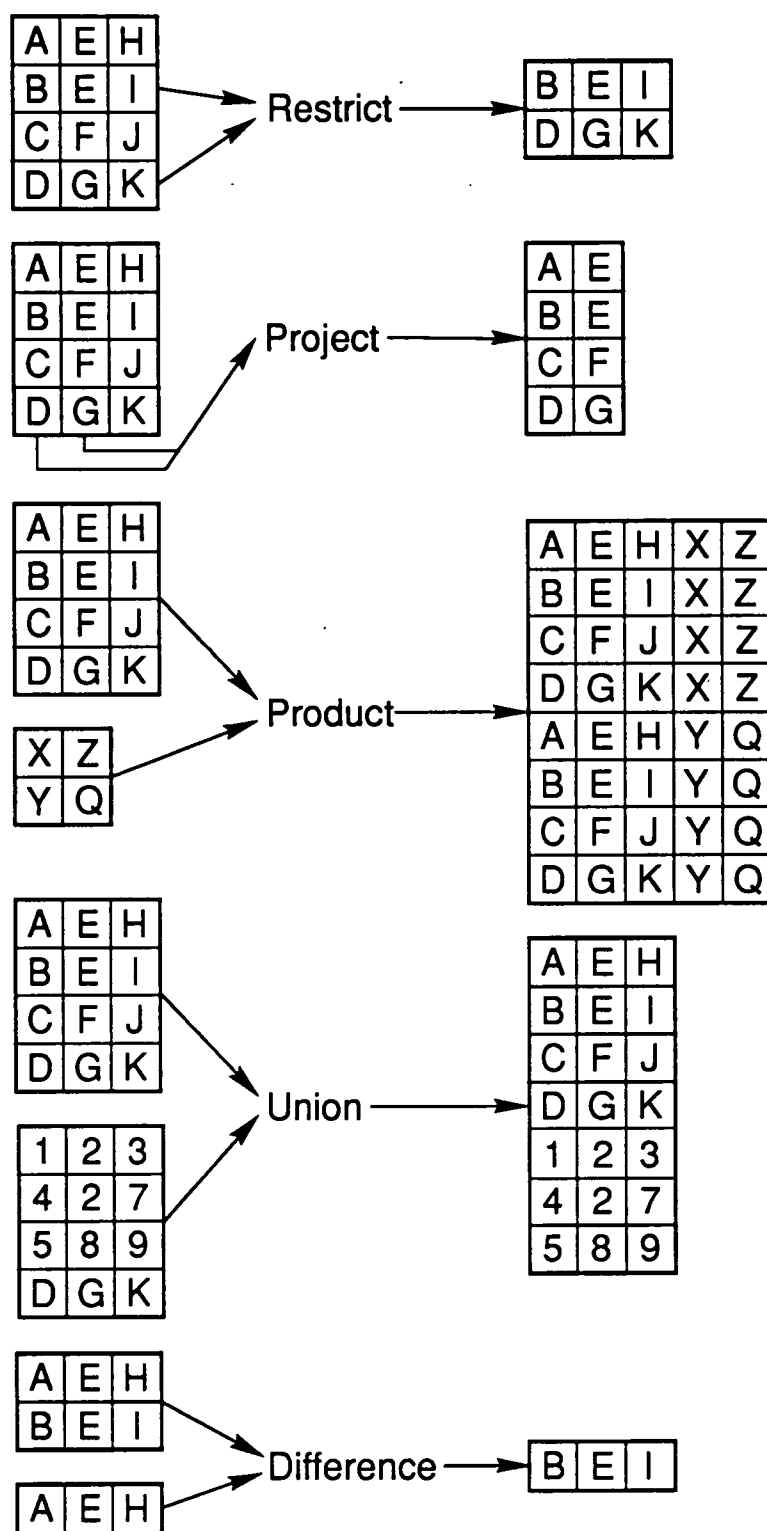 A E H
B E I
C F J
D G K
Restrict
B E I
D G K
A E H
B E I
C F J
D G K
Project
A E
B E
C F
D G
A E H
B E I
C F J
D G K
X Z
Y Q
Product
A E H X Z
B E I X Z
C F J X Z
D G K X Z
A E H Y Q
B E I Y Q
C F J Y Q
D G K Y Q
A E H
B E I
C F J
D G K
1 2 3
4 2 7
5 8 9
D G K
Union
A E H
B E I
C F J
D G K
1 2 3
4 2 7
5 8 9
A E H
B E I
A E H
Difference
B E I